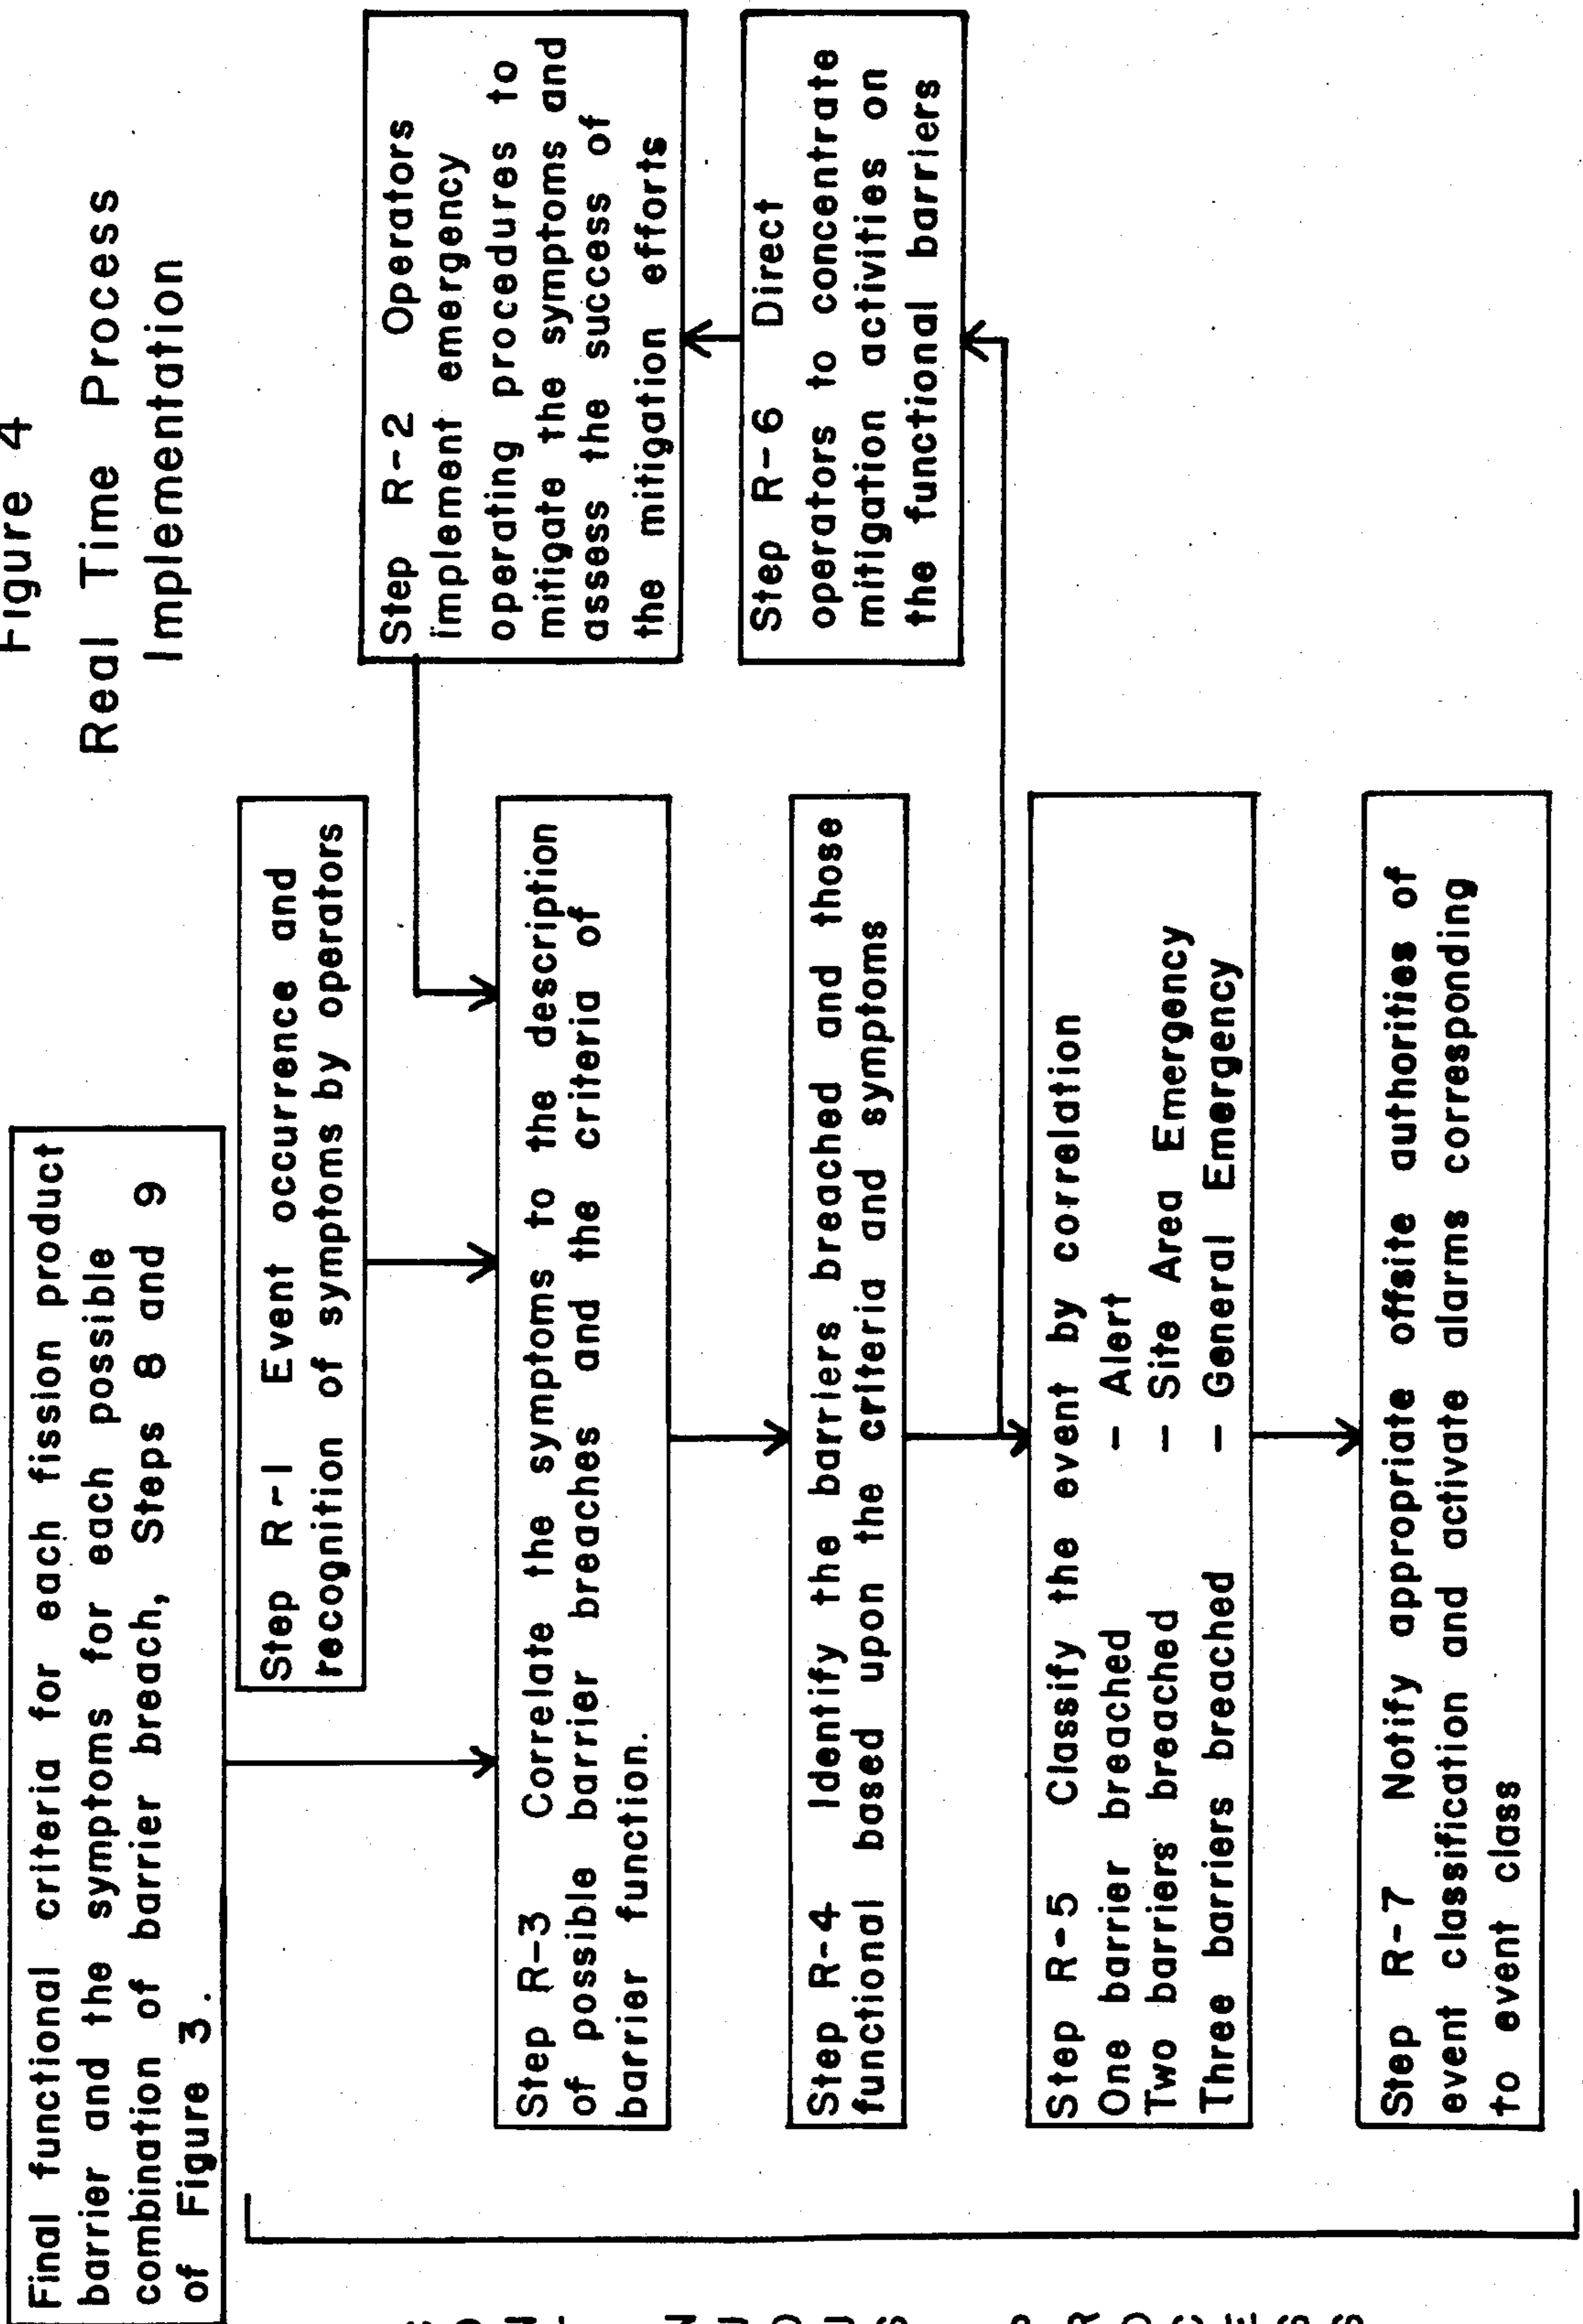 Figure 4
Real Time Process
Implementation
Final functional criteria for each fission product
barrier and the symptoms for each possible
combination of barrier breach, Steps 8 and 9
of Figure 3.
Step R-1 Event occurrence and
recognition of symptoms by operators
Step R-2 Operators
implement emergency
operating procedures to
mitigate the symptoms and
assess the success of
the mitigation efforts
Step R-3 Correlate the symptoms to the description
of possible barrier breaches and the criteria of
barrier function.
Step R-4 Identify the barriers breached and those
functional based upon the criteria and symptoms
Step R-6 Direct
operators to concentrate
mitigation activities on
the functional barriers
Step R-5 Classify the event by correlation
One barrier breached – Alert
Two barriers breached – Site Area Emergency
Three barriers breached – General Emergency
Step R-7 Notify appropriate offsite authorities of
event classification and activate alarms corresponding
to event class